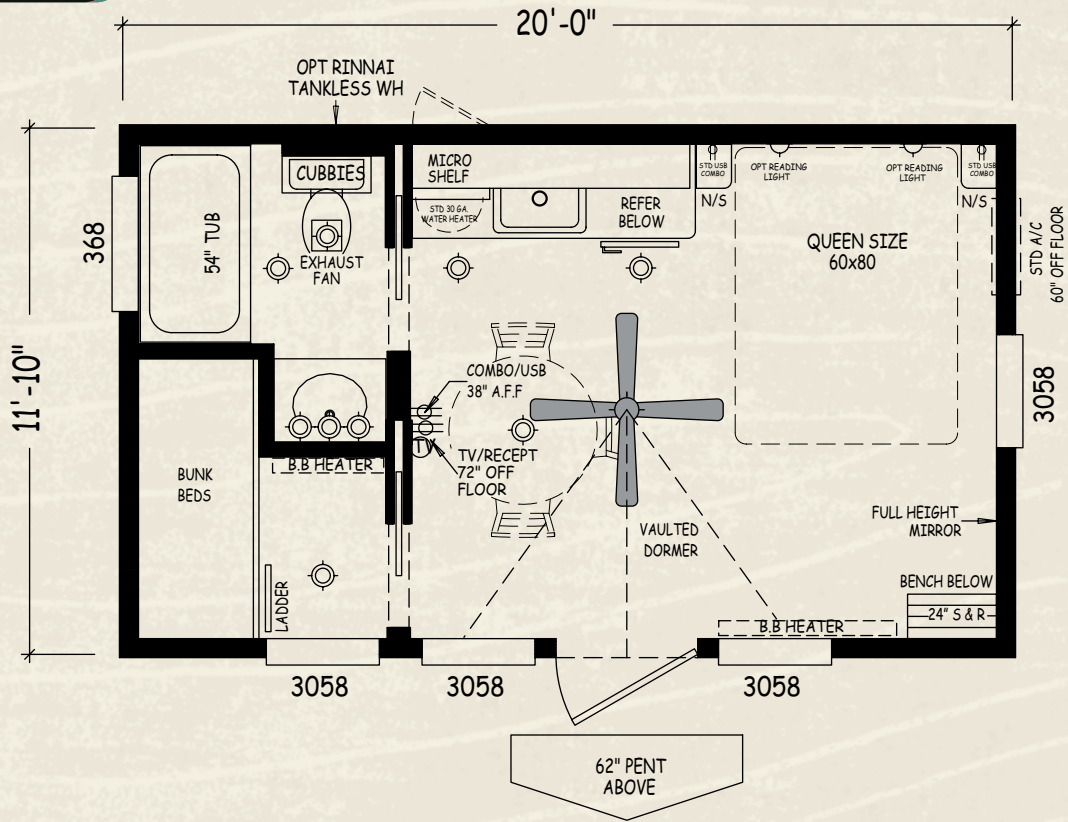 20'-0"
OPT RINNAI
TANKLESS WH
CUBBIES
MICRO
SHELF
STD USB
COMBO
OPT READING
LIGHT
OPT READING
LIGHT
STD USB
COMBO
STD 30 GA.
WATER HEATER
REFER
BELOW
N/S
N/S
368
54" TUB
EXHAUST
FAN
QUEEN SIZE
60x80
STD A/C
60" OFF FLOOR
11'-10"
COMBO/USB
38" A.F.F
3058
TV
TV/RECEPT
72" OFF
FLOOR
B.B HEATER
BUNK
BEDS
VAULTED
DORMER
FULL HEIGHT
MIRROR
LADDER
BENCH BELOW
24" S & R
B.B HEATER
3058
3058
3058
62" PENT
ABOVE